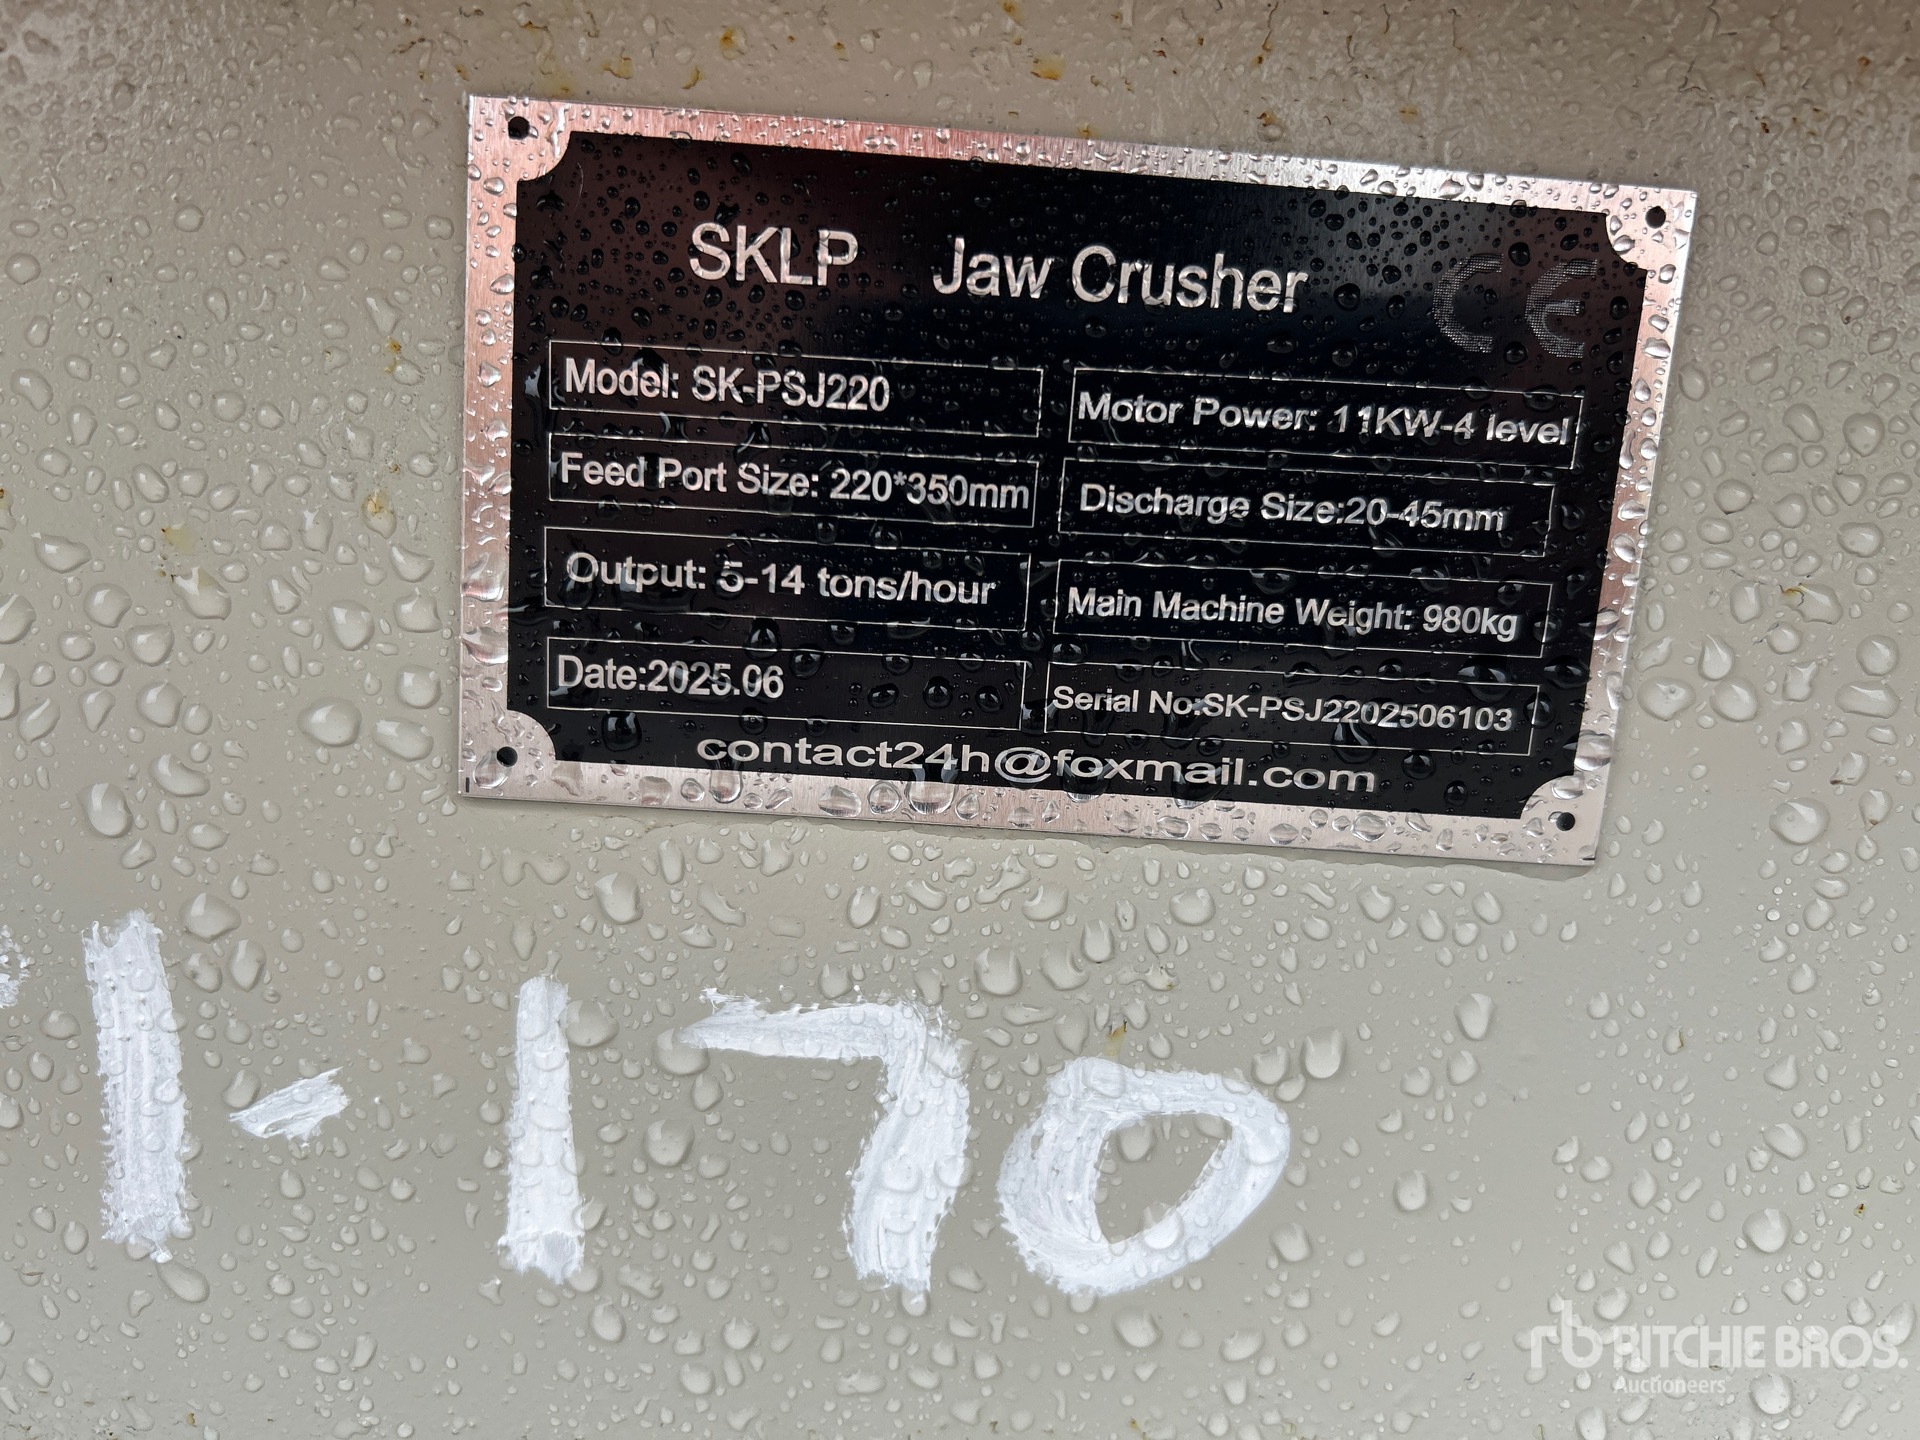 SKLP Jaw Crusher CE
Model: SK-PSJ220
Motor Power: 11KW-4 level
Feed Port Size: 220*350mm
Discharge Size:20-45mm
Output: 5-14 tons/hour
Main Machine Weight: 980kg
Date:2025.06
Serial No:SK-PSJ2202506103
contact24h@foxmail.com
1-170
rb RITCHIE BROS.
Auctioneers